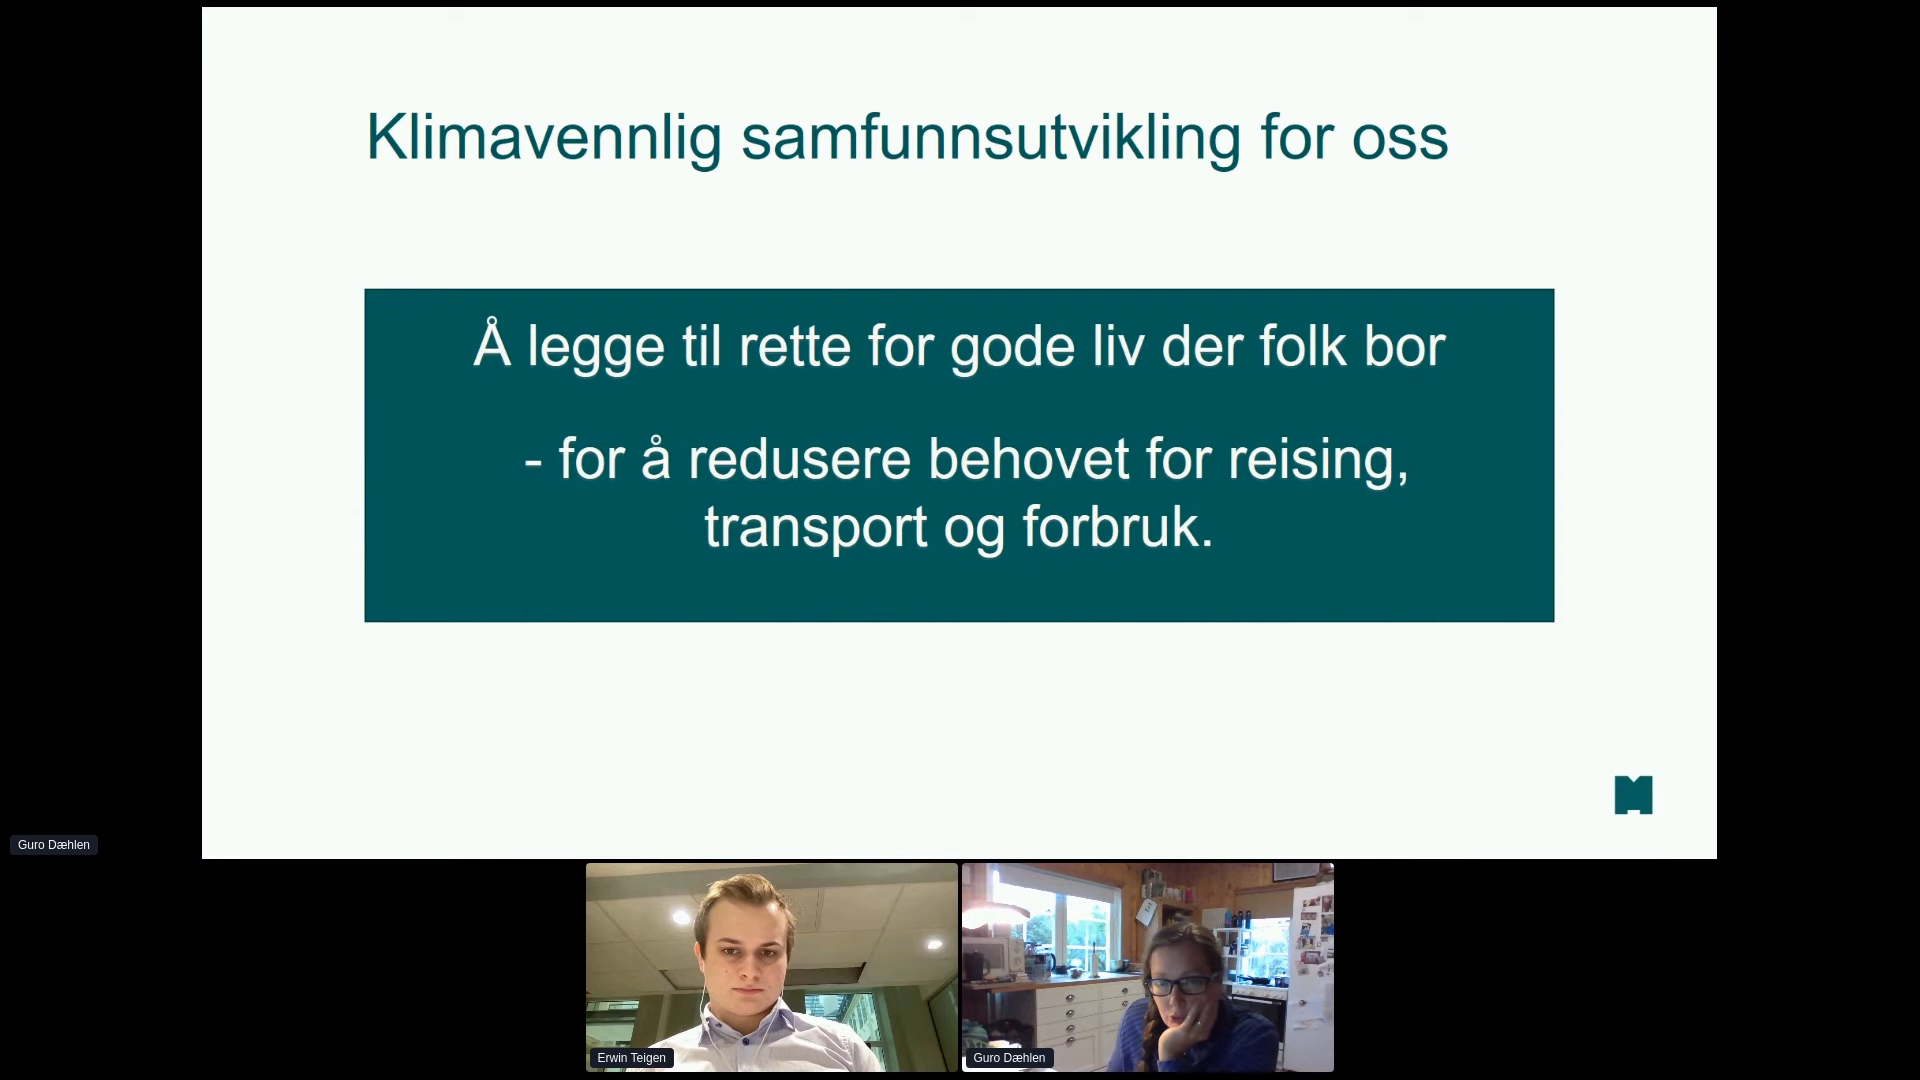 Klimavennlig samfunnsutvikling for oss
Å legge til rette for gode liv der folk bor
- for å redusere behovet for reising,
transport og forbruk.
Guro Dæhlen
Erwin Teigen
Guro Dæhlen